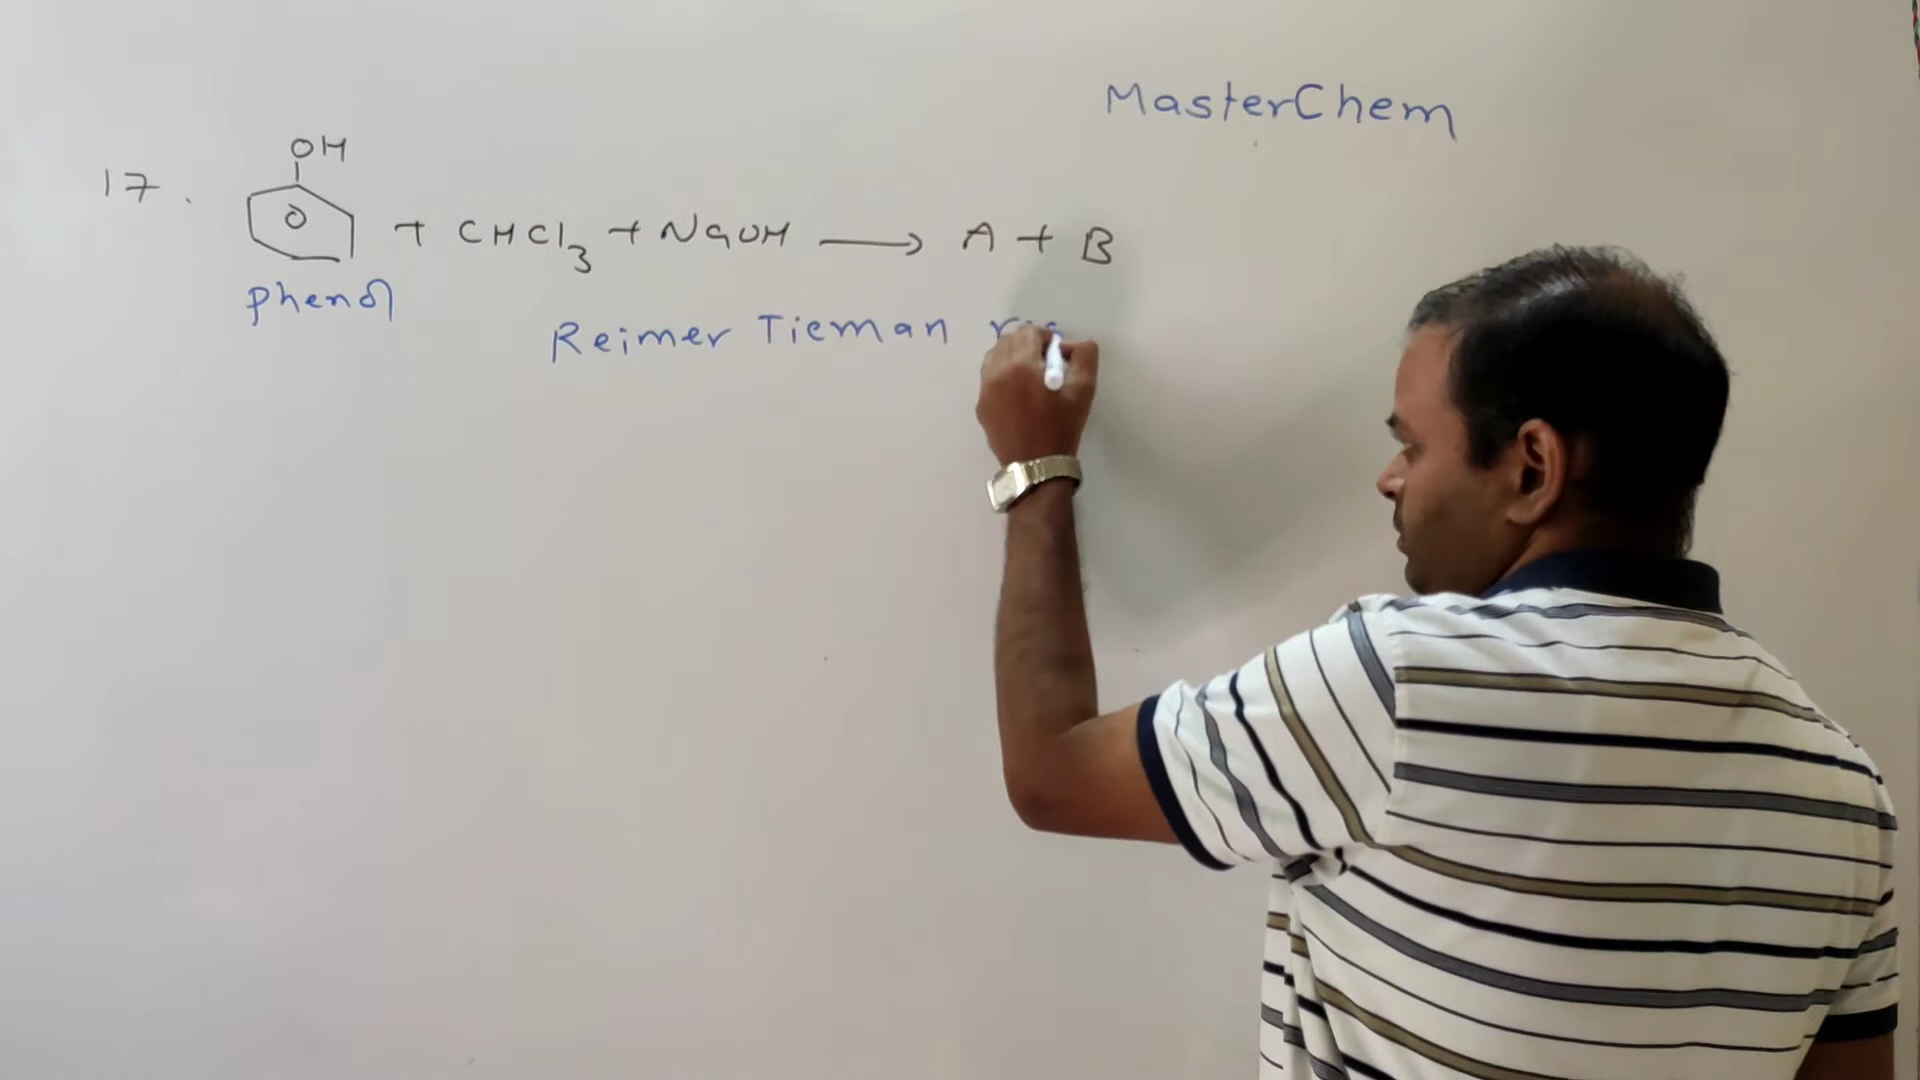 MasterChem
OH
17. + CHCl3 + NaOH → A + B
phenol
Reimer Tieman